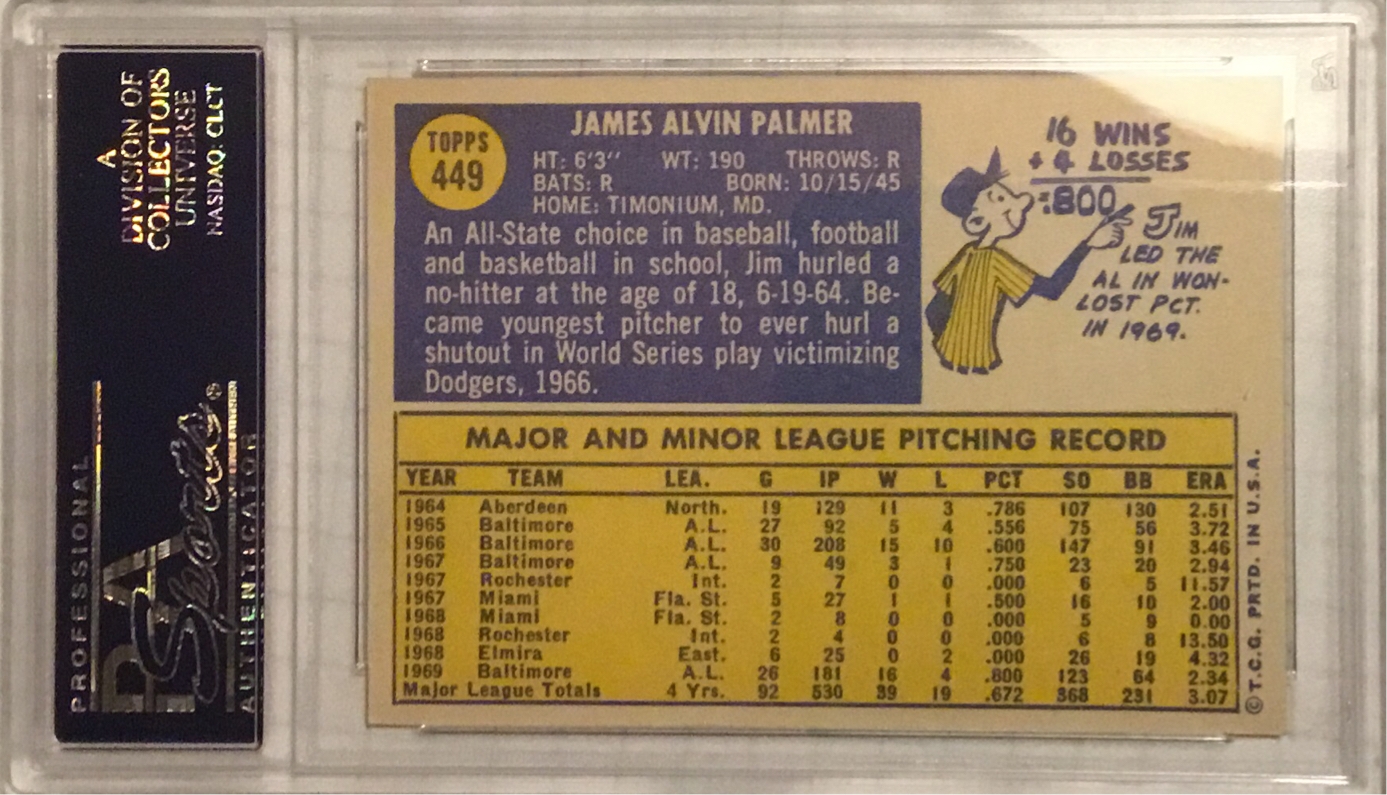 A
DIVISION OF
COLLECTORS
UNIVERSE
NASDAQ: CLCT
PROFESSIONAL
PSA
Sports®
AUTHENTICATOR
TOPPS
449
JAMES ALVIN PALMER
HT: 6'3'' WT: 190 THROWS: R
BATS: R BORN: 10/15/45
HOME: TIMONIUM, MD.
An All-State choice in baseball, football
and basketball in school, Jim hurled a
no-hitter at the age of 18, 6-19-64. Be-
came youngest pitcher to ever hurl a
shutout in World Series play victimizing
Dodgers, 1966.
16 WINS
+ 4 LOSSES
=.800
JIM
LED THE
AL IN WON-
LOST PCT.
IN 1969.
MAJOR AND MINOR LEAGUE PITCHING RECORD
YEAR TEAM LEA. G IP W L PCT SO BB ERA
1964 Aberdeen North. 19 129 11 3 .786 107 130 2.51
1965 Baltimore A.L. 27 92 5 4 .556 75 56 3.72
1966 Baltimore A.L. 30 208 15 10 .600 147 91 3.46
1967 Baltimore A.L. 9 49 3 1 .750 23 20 2.94
1967 Rochester Int. 2 7 0 0 .000 6 5 11.57
1967 Miami Fla. St. 5 27 1 1 .500 16 10 2.00
1968 Miami Fla. St. 2 8 0 0 .000 5 9 0.00
1968 Rochester Int. 2 4 0 0 .000 6 8 13.50
1968 Elmira East. 6 25 0 2 .000 26 19 4.32
1969 Baltimore A.L. 26 181 16 4 .800 123 64 2.34
Major League Totals 4 Yrs. 92 530 39 19 .672 368 231 3.07
©T.C.G. PRTD. IN U.S.A.